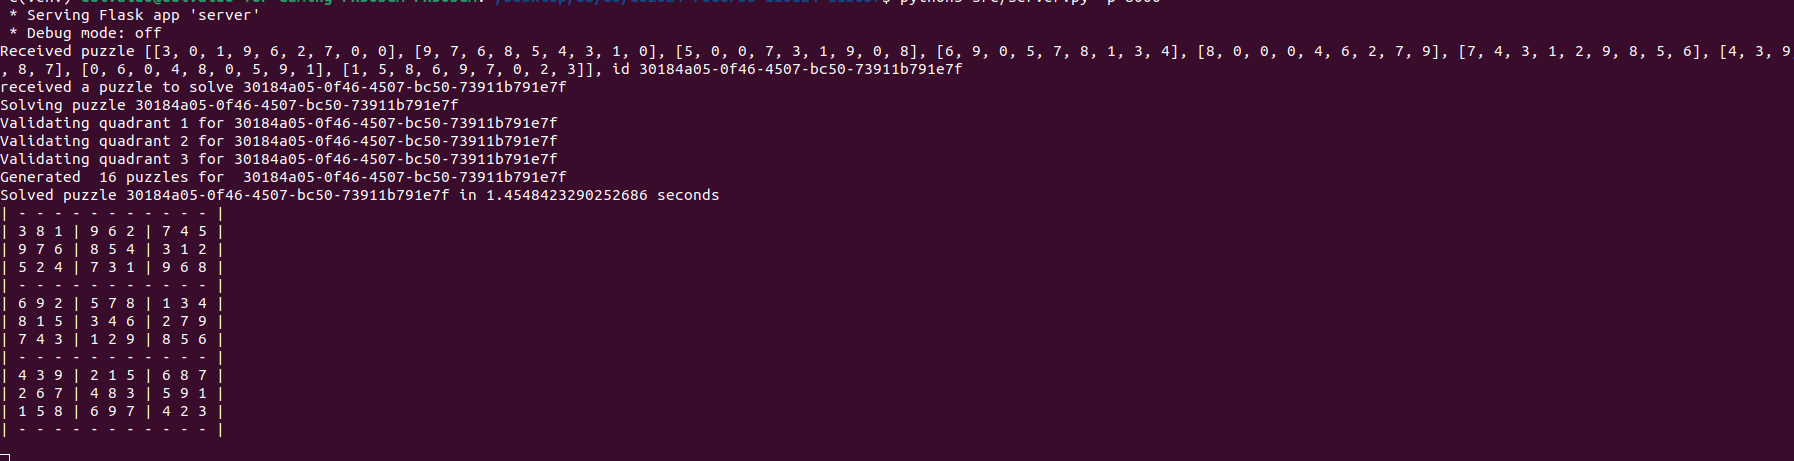 * Serving Flask app 'server'
 * Debug mode: off
Received puzzle [[3, 0, 1, 9, 6, 2, 7, 0, 0], [9, 7, 6, 8, 5, 4, 3, 1, 0], [5, 0, 0, 7, 3, 1, 9, 0, 8], [6, 9, 0, 5, 7, 8, 1, 3, 4], [8, 0, 0, 0, 4, 6, 2, 7, 9], [7, 4, 3, 1, 2, 9, 8, 5, 6], [4, 3, 9
, 8, 7], [0, 6, 0, 4, 8, 0, 5, 9, 1], [1, 5, 8, 6, 9, 7, 0, 2, 3]], id 30184a05-0f46-4507-bc50-73911b791e7f
received a puzzle to solve 30184a05-0f46-4507-bc50-73911b791e7f
Solving puzzle 30184a05-0f46-4507-bc50-73911b791e7f
Validating quadrant 1 for 30184a05-0f46-4507-bc50-73911b791e7f
Validating quadrant 2 for 30184a05-0f46-4507-bc50-73911b791e7f
Validating quadrant 3 for 30184a05-0f46-4507-bc50-73911b791e7f
Generated  16 puzzles for  30184a05-0f46-4507-bc50-73911b791e7f
Solved puzzle 30184a05-0f46-4507-bc50-73911b791e7f in 1.4548423290252686 seconds
| - - - - - - - - - - - |
| 3 8 1 | 9 6 2 | 7 4 5 |
| 9 7 6 | 8 5 4 | 3 1 2 |
| 5 2 4 | 7 3 1 | 9 6 8 |
| - - - - - - - - - - - |
| 6 9 2 | 5 7 8 | 1 3 4 |
| 8 1 5 | 3 4 6 | 2 7 9 |
| 7 4 3 | 1 2 9 | 8 5 6 |
| - - - - - - - - - - - |
| 4 3 9 | 2 1 5 | 6 8 7 |
| 2 6 7 | 4 8 3 | 5 9 1 |
| 1 5 8 | 6 9 7 | 4 2 3 |
| - - - - - - - - - - - |